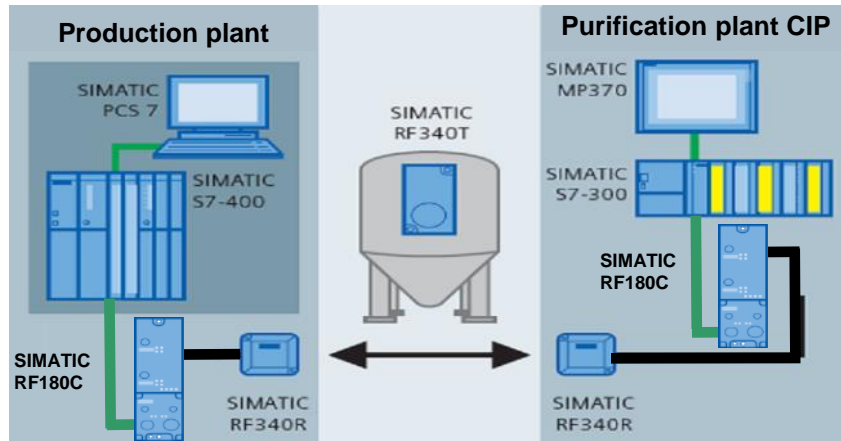 Production plant
SIMATIC
PCS 7
SIMATIC
S7-400
SIMATIC
RF180C
SIMATIC
RF340R
SIMATIC
RF340T
Purification plant CIP
SIMATIC
MP370
SIMATIC
S7-300
SIMATIC
RF180C
SIMATIC
RF340R